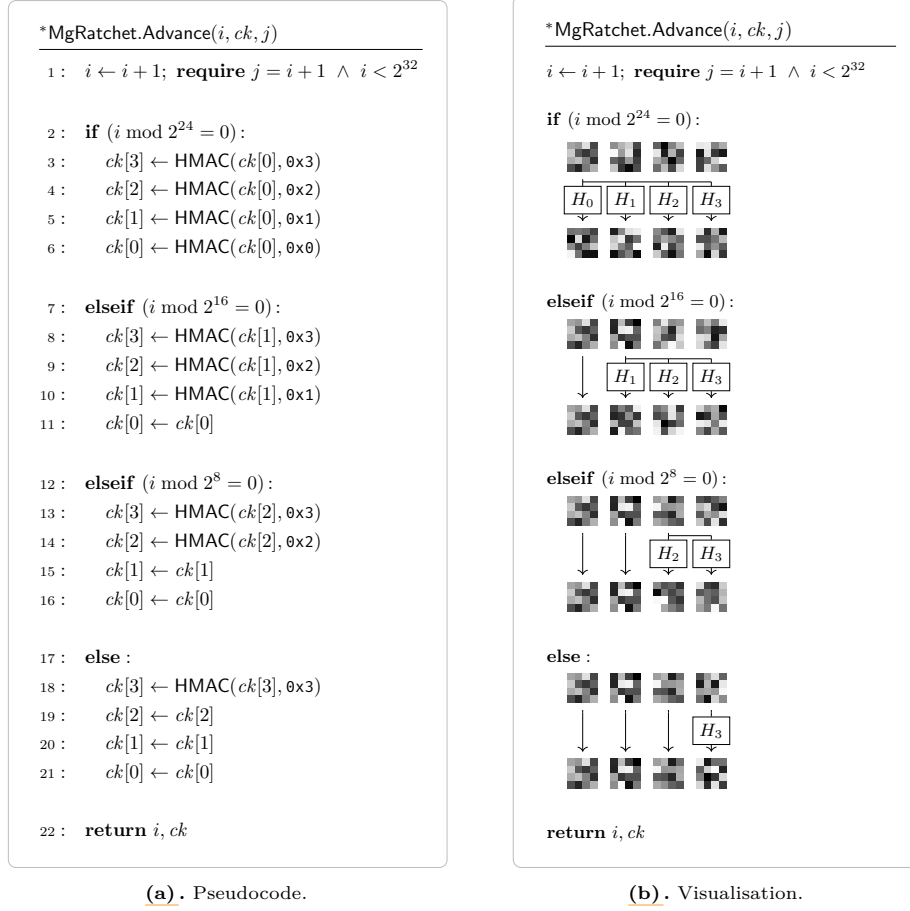 *MgRatchet.Advance(i, ck, j)
1 : i ← i + 1; require j = i + 1 ∧ i < 2^32
2 : if (i mod 2^24 = 0) :
3 : ck[3] ← HMAC(ck[0], 0x3)
4 : ck[2] ← HMAC(ck[0], 0x2)
5 : ck[1] ← HMAC(ck[0], 0x1)
6 : ck[0] ← HMAC(ck[0], 0x0)
7 : elseif (i mod 2^16 = 0) :
8 : ck[3] ← HMAC(ck[1], 0x3)
9 : ck[2] ← HMAC(ck[1], 0x2)
10 : ck[1] ← HMAC(ck[1], 0x1)
11 : ck[0] ← ck[0]
12 : elseif (i mod 2^8 = 0) :
13 : ck[3] ← HMAC(ck[2], 0x3)
14 : ck[2] ← HMAC(ck[2], 0x2)
15 : ck[1] ← ck[1]
16 : ck[0] ← ck[0]
17 : else :
18 : ck[3] ← HMAC(ck[3], 0x3)
19 : ck[2] ← ck[2]
20 : ck[1] ← ck[1]
21 : ck[0] ← ck[0]
22 : return i, ck
(a). Pseudocode.
*MgRatchet.Advance(i, ck, j)
i ← i + 1; require j = i + 1 ∧ i < 2^32
if (i mod 2^24 = 0) :
H0 H1 H2 H3
elseif (i mod 2^16 = 0) :
H1 H2 H3
elseif (i mod 2^8 = 0) :
H2 H3
else :
H3
return i, ck
(b). Visualisation.